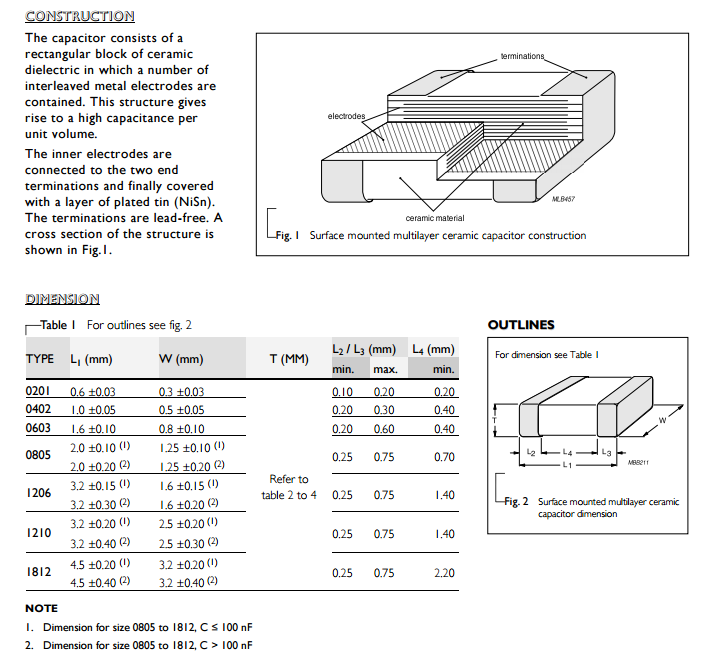 CONSTRUCTION
The capacitor consists of a
rectangular block of ceramic
dielectric in which a number of
interleaved metal electrodes are
contained. This structure gives
rise to a high capacitance per
unit volume.
The inner electrodes are
connected to the two end
terminations and finally covered
with a layer of plated tin (NiSn).
The terminations are lead-free. A
cross section of the structure is
shown in Fig.1.
terminations
electrodes
MLB457
ceramic material
Fig. 1 Surface mounted multilayer ceramic capacitor construction
DIMENSION
Table 1 For outlines see fig. 2
TYPE L1 (mm) W (mm) T (MM) L2 / L3 (mm) L4 (mm)
min. max. min.
0201 0.6 ±0.03 0.3 ±0.03 0.10 0.20 0.20
0402 1.0 ±0.05 0.5 ±0.05 0.20 0.30 0.40
0603 1.6 ±0.10 0.8 ±0.10 0.20 0.60 0.40
0805 2.0 ±0.10 (1) 1.25 ±0.10 (1) 0.25 0.75 0.70
2.0 ±0.20 (2) 1.25 ±0.20 (2)
Refer to
table 2 to 4
1206 3.2 ±0.15 (1) 1.6 ±0.15 (1) 0.25 0.75 1.40
3.2 ±0.30 (2) 1.6 ±0.20 (2)
1210 3.2 ±0.20 (1) 2.5 ±0.20 (1) 0.25 0.75 1.40
3.2 ±0.40 (2) 2.5 ±0.30 (2)
1812 4.5 ±0.20 (1) 3.2 ±0.20 (1) 0.25 0.75 2.20
4.5 ±0.40 (2) 3.2 ±0.40 (2)
NOTE
1. Dimension for size 0805 to 1812, C ≤ 100 nF
2. Dimension for size 0805 to 1812, C > 100 nF
OUTLINES
For dimension see Table 1
T
W
L2 L4 L3
L1
MBB211
Fig. 2 Surface mounted multilayer ceramic
capacitor dimension